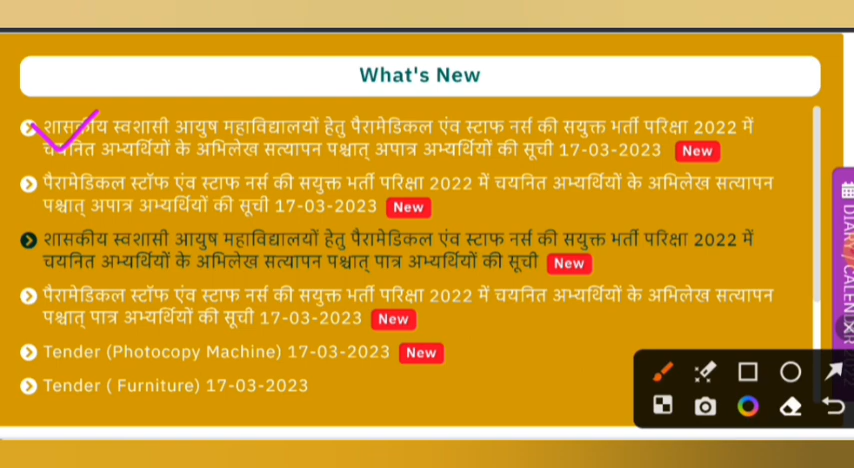 What's New
शासकीय स्वशासी आयुष महाविद्यालयों हेतु पैरामेडिकल एंव स्टाफ नर्स की सयुक्त भर्ती परिक्षा 2022 में
चयनित अभ्यर्थियों के अभिलेख सत्यापन पश्चात् अपात्र अभ्यर्थियों की सूची 17-03-2023 New
पैरामेडिकल स्टॉफ एंव स्टाफ नर्स की सयुक्त भर्ती परिक्षा 2022 में चयनित अभ्यर्थियों के अभिलेख सत्यापन
पश्चात् अपात्र अभ्यर्थियों की सूची 17-03-2023 New
शासकीय स्वशासी आयुष महाविद्यालयों हेतु पैरामेडिकल एंव स्टाफ नर्स की सयुक्त भर्ती परिक्षा 2022 में
चयनित अभ्यर्थियों के अभिलेख सत्यापन पश्चात् पात्र अभ्यर्थियों की सूची New
पैरामेडिकल स्टॉफ एंव स्टाफ नर्स की सयुक्त भर्ती परिक्षा 2022 में चयनित अभ्यर्थियों के अभिलेख सत्यापन
पश्चात् पात्र अभ्यर्थियों की सूची 17-03-2023 New
Tender (Photocopy Machine) 17-03-2023 New
Tender ( Furniture) 17-03-2023
DIARY / CALENDAR